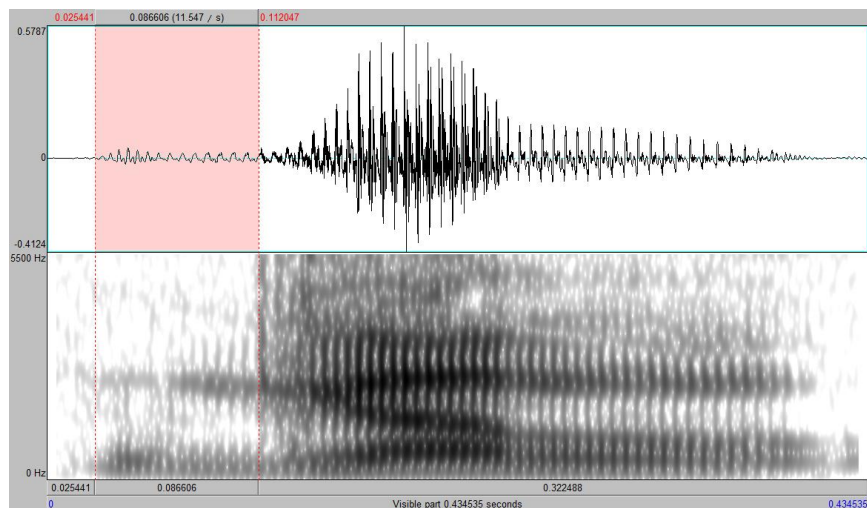 0.025441 0.086606 (11.547 / s) 0.112047
0.5787
0
-0.4124
5500 Hz
0 Hz
0.025441 0.086606 0.322488
0 Visible part 0.434535 seconds 0.434535